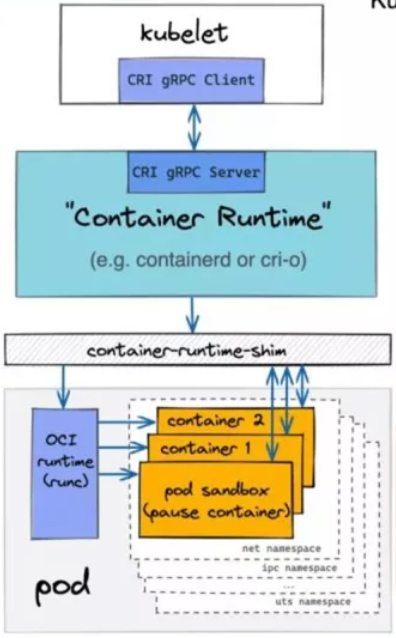 Ku
kubelet
CRI gRPC Client
CRI gRPC Server
"Container Runtime"
(e.g. containerd or cri-o)
container-runtime-shim
OCI
runtime
(runc)
container 2
container 1
pod sandbox
(pause container)
net namespace
ipc namespace
...
uts namespace
pod